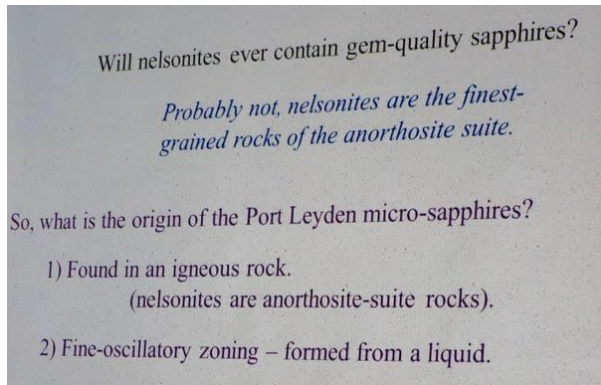 Will nelsonites ever contain gem-quality sapphires?
Probably not, nelsonites are the finest-
grained rocks of the anorthosite suite.
So, what is the origin of the Port Leyden micro-sapphires?
1) Found in an igneous rock.
(nelsonites are anorthosite-suite rocks).
2) Fine-oscillatory zoning – formed from a liquid.